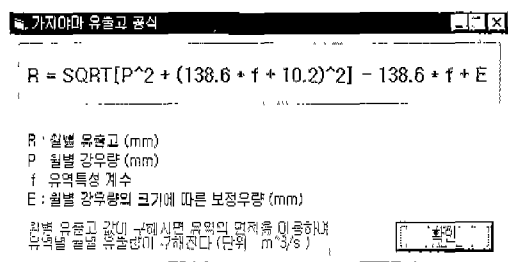 가지야마 유출고 공식
R = SQRT[P^2 + (138.6 * f + 10.2)^2] - 138.6 * f + E
R : 월별 유출고 (mm)
P 월별 강우량 (mm)
f 유역특성 계수
E : 월별 강우량의 크기에 따른 보정우량 (mm)
월별 유출고 값이 구해지면 유역의 면적을 이용하여
유역별 월별 유출량이 구해진다 (단위 m^3/s )
확인